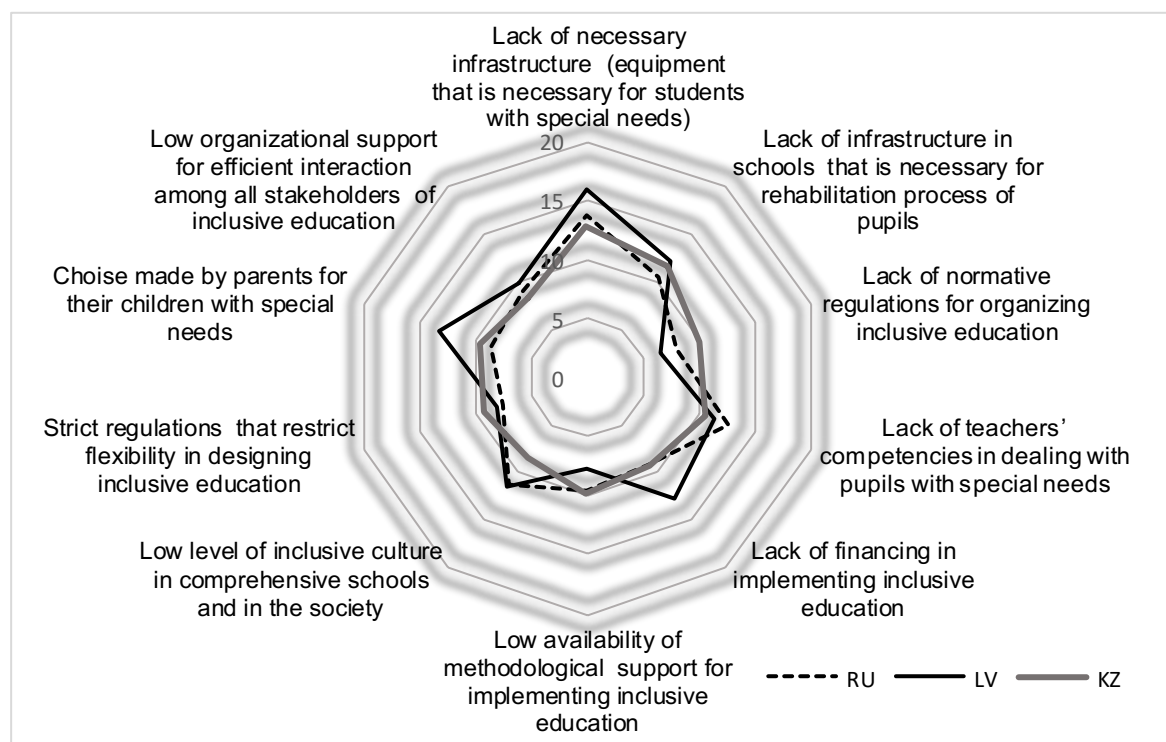 Lack of necessary
infrastructure (equipment
that is necessary for students
with special needs)
Lack of infrastructure in
schools that is necessary for
rehabilitation process of
pupils
Lack of normative
regulations for organizing
inclusive education
Lack of teachers’
competencies in dealing with
pupils with special needs
Lack of financing in
implementing inclusive
education
Low availability of
methodological support for
implementing inclusive
education
Low level of inclusive culture
in comprehensive schools
and in the society
Strict regulations that restrict
flexibility in designing
inclusive education
Choise made by parents for
their children with special
needs
Low organizational support
for efficient interaction
among all stakeholders of
inclusive education
20
15
10
5
0
RU LV KZ